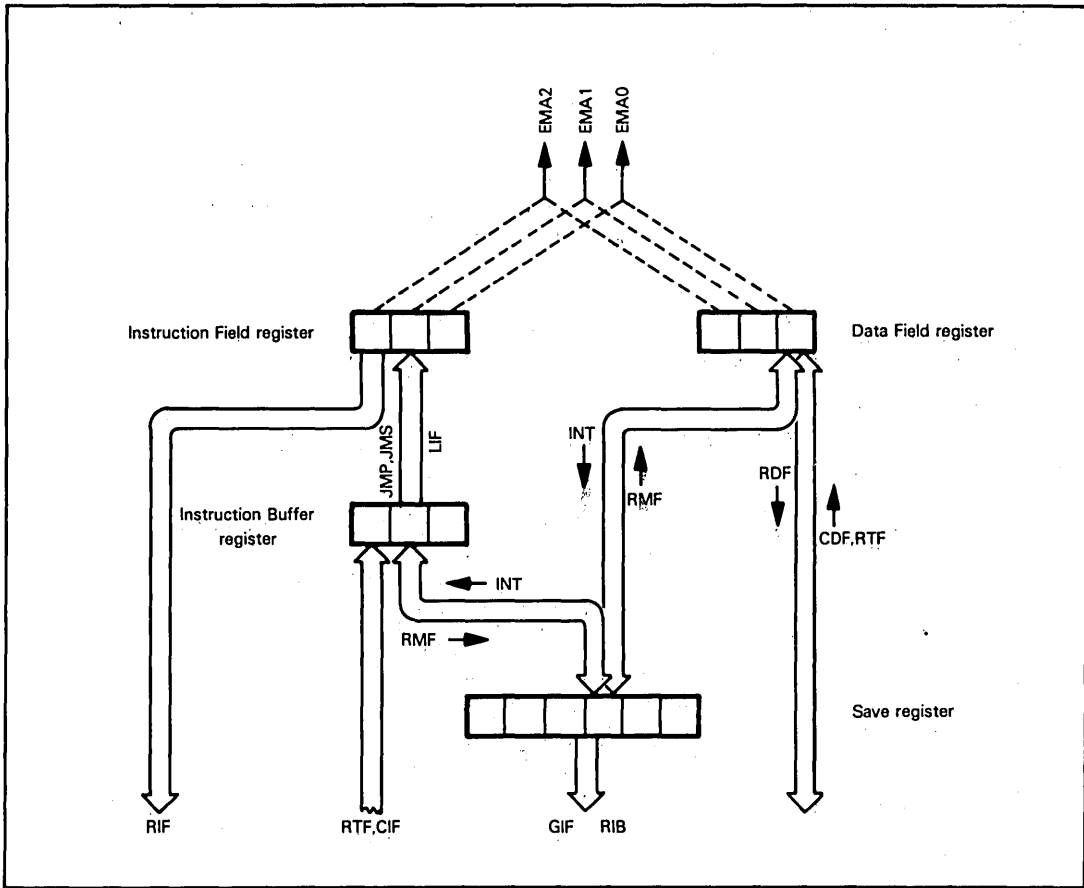 EMA2
EMA1
EMA0
Instruction Field register
Data Field register
JMP,JMS
LIF
INT
RMF
RDF
CDF,RTF
Instruction Buffer
register
INT
RMF
Save register
RIF
RTF,CIF
GIF
RIB